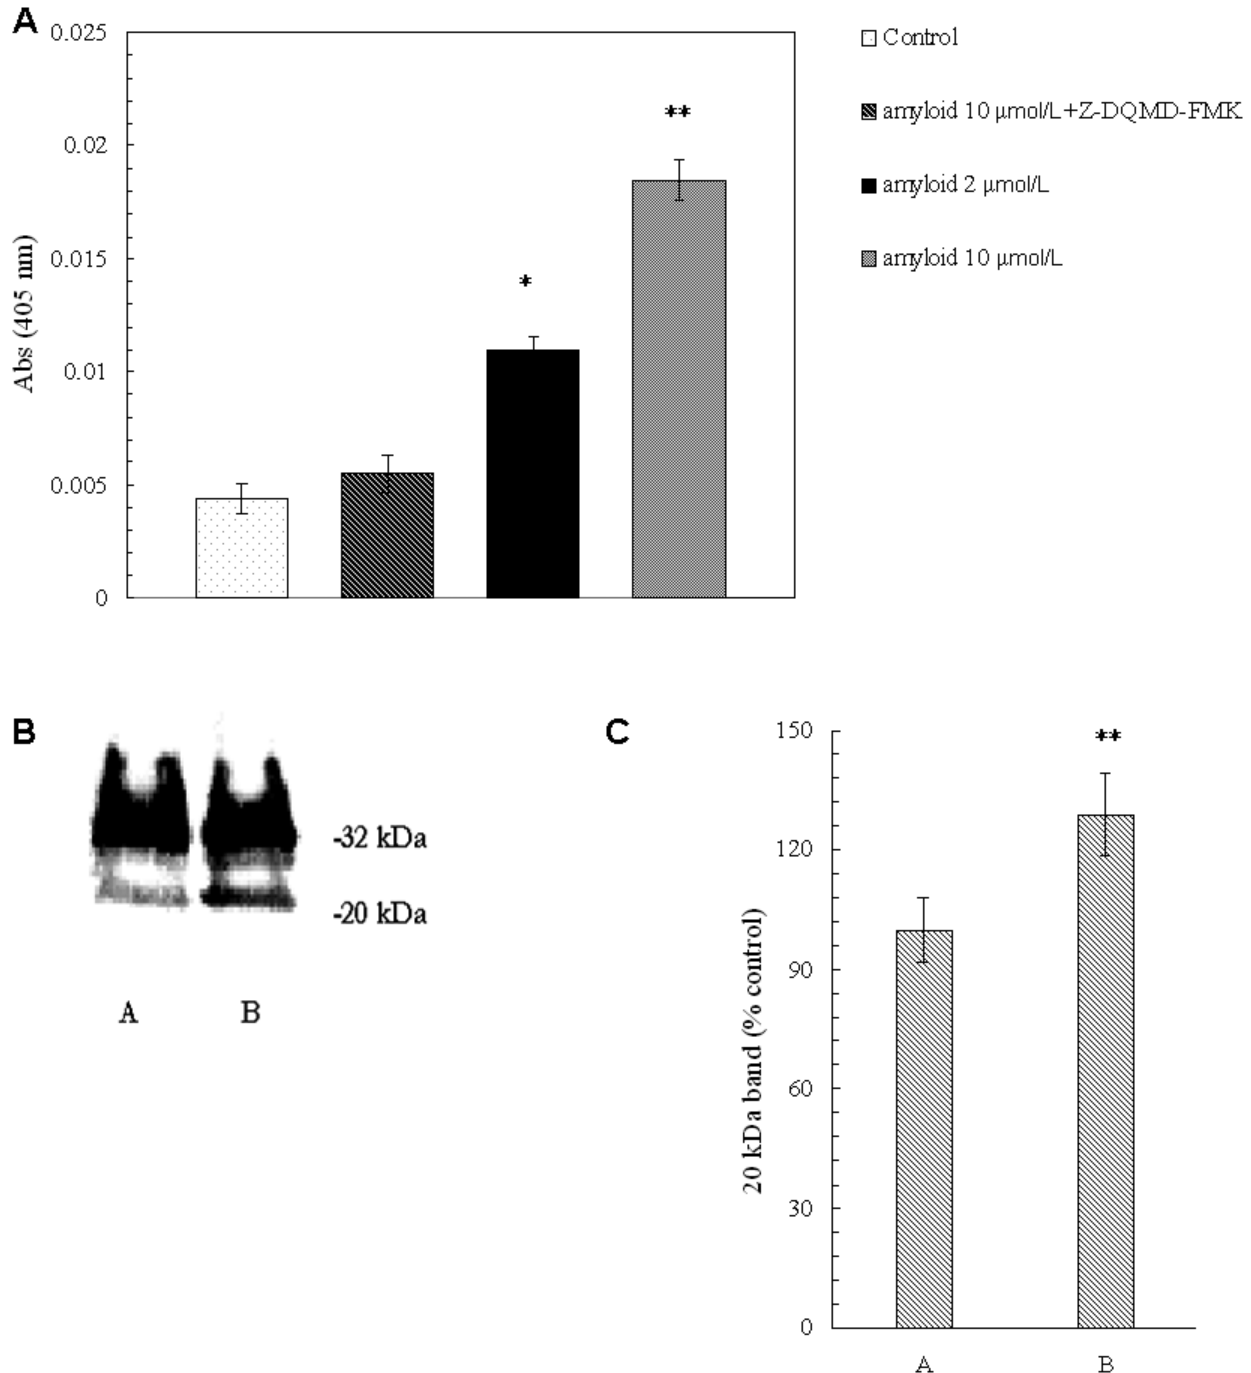 A
0.025
0.02
0.015
0.01
0.005
0
Abs (405 nm)
*
**
Control
amyloid 10 µmol/L+Z-DQMD-FMK
amyloid 2 µmol/L
amyloid 10 µmol/L
B
-32 kDa
-20 kDa
A B
C
150
120
90
60
30
0
20 kDa band (% control)
**
A B